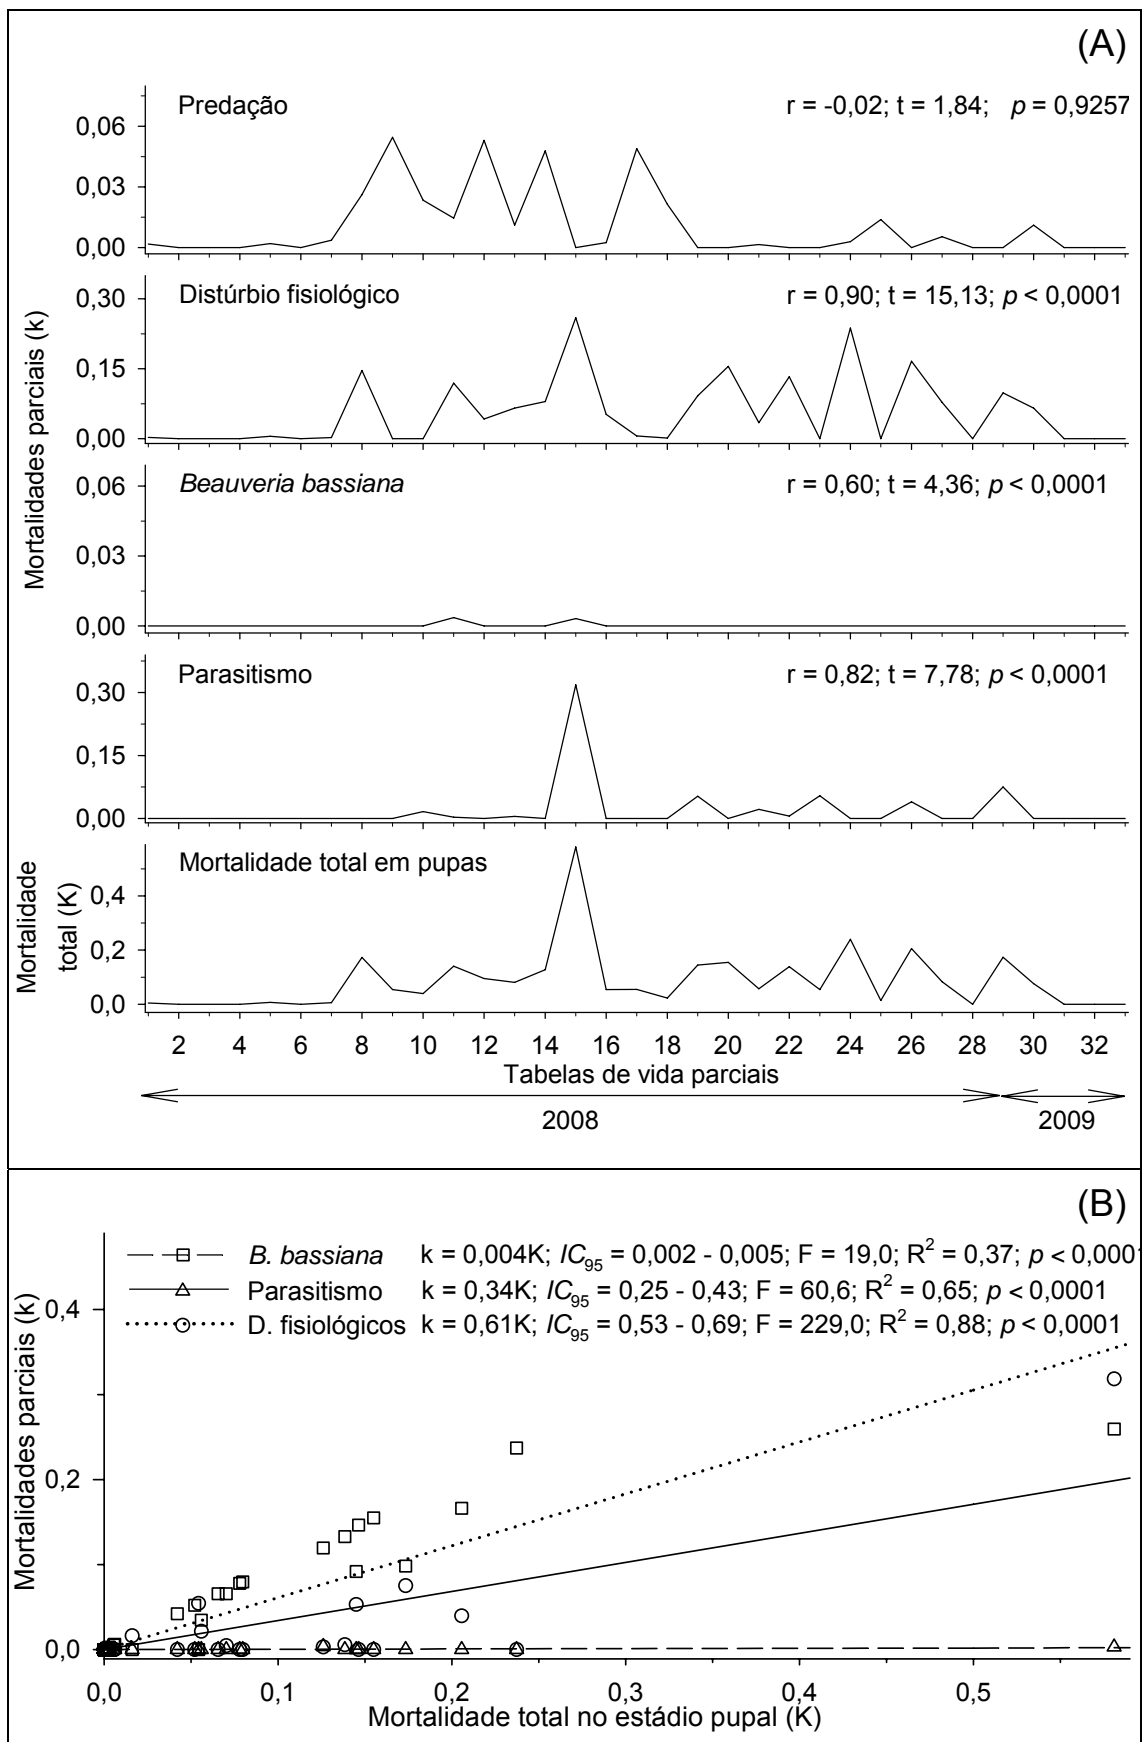 (A)
Predação r = -0,02; t = 1,84; p = 0,9257
0,06
0,03
0,00
Distúrbio fisiológico r = 0,90; t = 15,13; p < 0,0001
0,30
0,15
0,00
Beauveria bassiana r = 0,60; t = 4,36; p < 0,0001
0,06
0,03
0,00
Parasitismo r = 0,82; t = 7,78; p < 0,0001
0,30
0,15
0,00
Mortalidades parciais (k)
Mortalidade total em pupas
0,4
0,2
0,0
Mortalidade
total (K)
2 4 6 8 10 12 14 16 18 20 22 24 26 28 30 32
Tabelas de vida parciais
2008 2009
(B)
B. bassiana k = 0,004K; IC95 = 0,002 - 0,005; F = 19,0; R2 = 0,37; p < 0,0001
Parasitismo k = 0,34K; IC95 = 0,25 - 0,43; F = 60,6; R2 = 0,65; p < 0,0001
D. fisiológicos k = 0,61K; IC95 = 0,53 - 0,69; F = 229,0; R2 = 0,88; p < 0,0001
0,4
0,2
0,0
Mortalidades parciais (k)
0,0 0,1 0,2 0,3 0,4 0,5
Mortalidade total no estádio pupal (K)